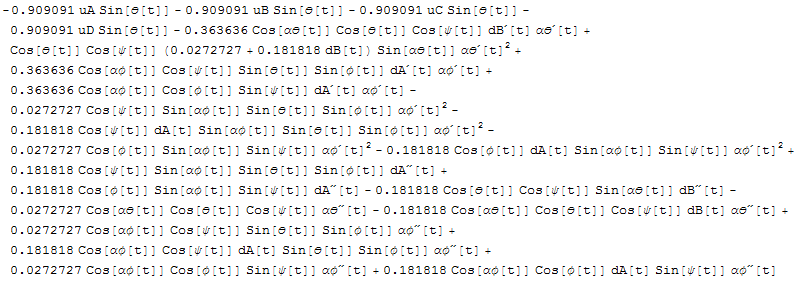 -0.909091 uA Sin[θ[t]] - 0.909091 uB Sin[θ[t]] - 0.909091 uC Sin[θ[t]] -
0.909091 uD Sin[θ[t]] - 0.363636 Cos[αθ[t]] Cos[θ[t]] Cos[ψ[t]] dB′[t] αθ′[t] +
Cos[θ[t]] Cos[ψ[t]] (0.0272727 + 0.181818 dB[t]) Sin[αθ[t]] αθ′[t]² +
0.363636 Cos[αϕ[t]] Cos[ψ[t]] Sin[θ[t]] Sin[ϕ[t]] dA′[t] αϕ′[t] +
0.363636 Cos[αϕ[t]] Cos[ϕ[t]] Sin[ψ[t]] dA′[t] αϕ′[t] -
0.0272727 Cos[ψ[t]] Sin[αϕ[t]] Sin[θ[t]] Sin[ϕ[t]] αϕ′[t]² -
0.181818 Cos[ψ[t]] dA[t] Sin[αϕ[t]] Sin[θ[t]] Sin[ϕ[t]] αϕ′[t]² -
0.0272727 Cos[ϕ[t]] Sin[αϕ[t]] Sin[ψ[t]] αϕ′[t]² - 0.181818 Cos[ϕ[t]] dA[t] Sin[αϕ[t]] Sin[ψ[t]] αϕ′[t]² +
0.181818 Cos[ψ[t]] Sin[αϕ[t]] Sin[θ[t]] Sin[ϕ[t]] dA″[t] +
0.181818 Cos[ϕ[t]] Sin[αϕ[t]] Sin[ψ[t]] dA″[t] - 0.181818 Cos[θ[t]] Cos[ψ[t]] Sin[αθ[t]] dB″[t] -
0.0272727 Cos[αθ[t]] Cos[θ[t]] Cos[ψ[t]] αθ″[t] - 0.181818 Cos[αθ[t]] Cos[θ[t]] Cos[ψ[t]] dB[t] αθ″[t] +
0.0272727 Cos[αϕ[t]] Cos[ψ[t]] Sin[θ[t]] Sin[ϕ[t]] αϕ″[t] +
0.181818 Cos[αϕ[t]] Cos[ψ[t]] dA[t] Sin[θ[t]] Sin[ϕ[t]] αϕ″[t] +
0.0272727 Cos[αϕ[t]] Cos[ϕ[t]] Sin[ψ[t]] αϕ″[t] + 0.181818 Cos[αϕ[t]] Cos[ϕ[t]] dA[t] Sin[ψ[t]] αϕ″[t]